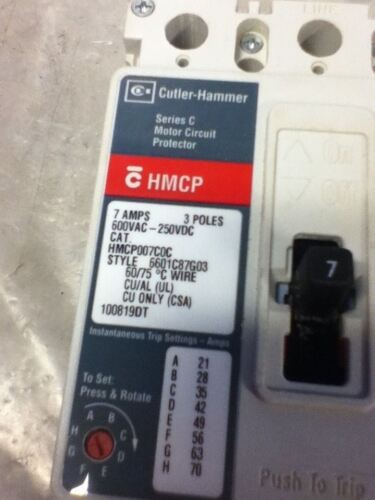 LINE
Cutler-Hammer
Series C
Motor Circuit
Protector
C HMCP
On
Off
7 AMPS 3 POLES
600VAC-250VDC
CAT.
HMCP007C0C
STYLE 6601C87G03
60/75 °C WIRE
CU/AL (UL)
CU ONLY (CSA)
100819DT
7
Instantaneous Trip Settings - Amps
A 21
B 28
C 35
D 42
E 49
F 56
G 63
H 70
To Set:
Press & Rotate
A B C D E F G H
Push To Trip